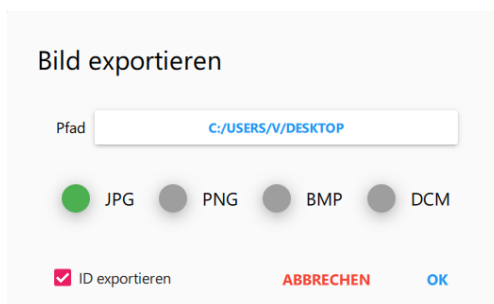 Bild exportieren
Pfad C:/USERS/V/DESKTOP
JPG PNG BMP DCM
ID exportieren ABBRECHEN OK